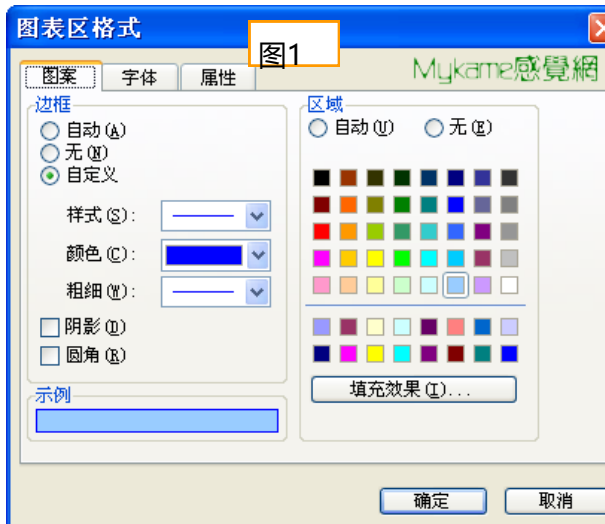 图表区格式
图1
Mykame感覺網
图案 字体 属性
边框
自动(A)
无(N)
自定义
样式(S):
颜色(C):
粗细(W):
阴影(D)
圆角(R)
示例
区域
自动(U) 无(E)
填充效果(I)...
确定 取消